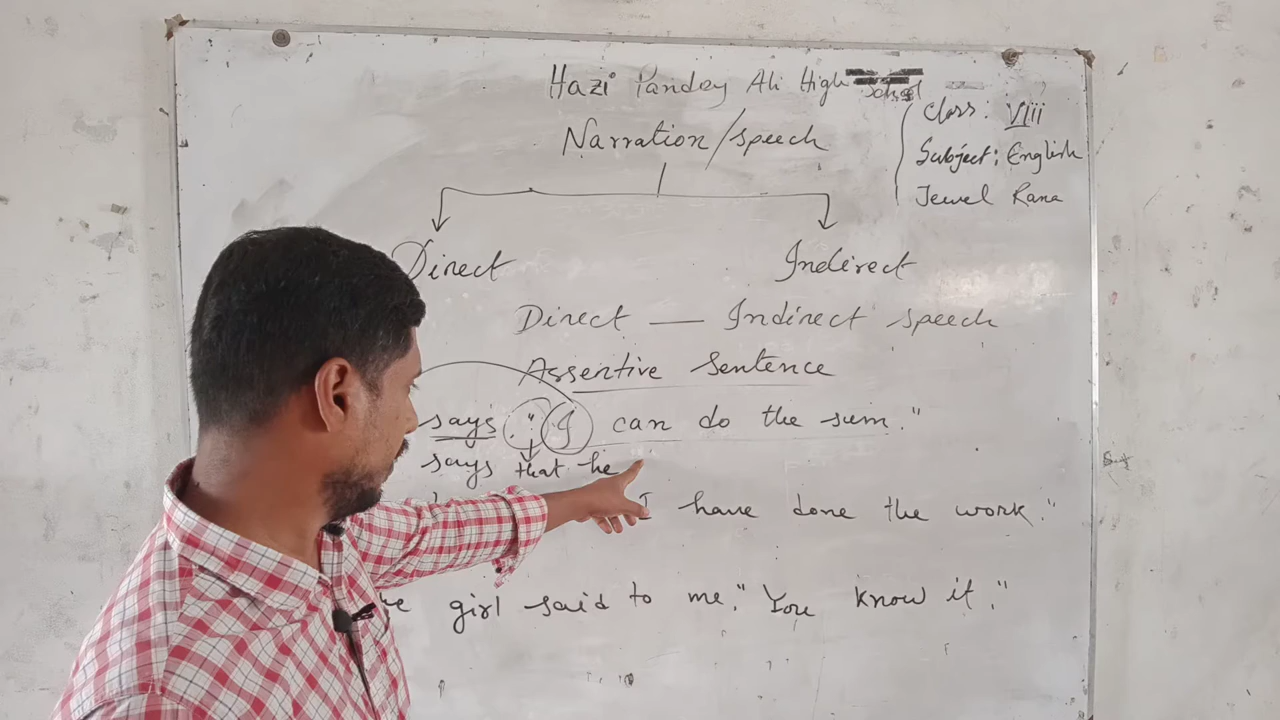 Hazi Pandey Ali High School
Class: VIII
Narration/speech
Subject: English
Jewel Rana
Direct Indirect
Direct — Indirect speech
Assertive Sentence
says, "I can do the sum."
says that he
I have done the work."
girl said to me, "You know it."